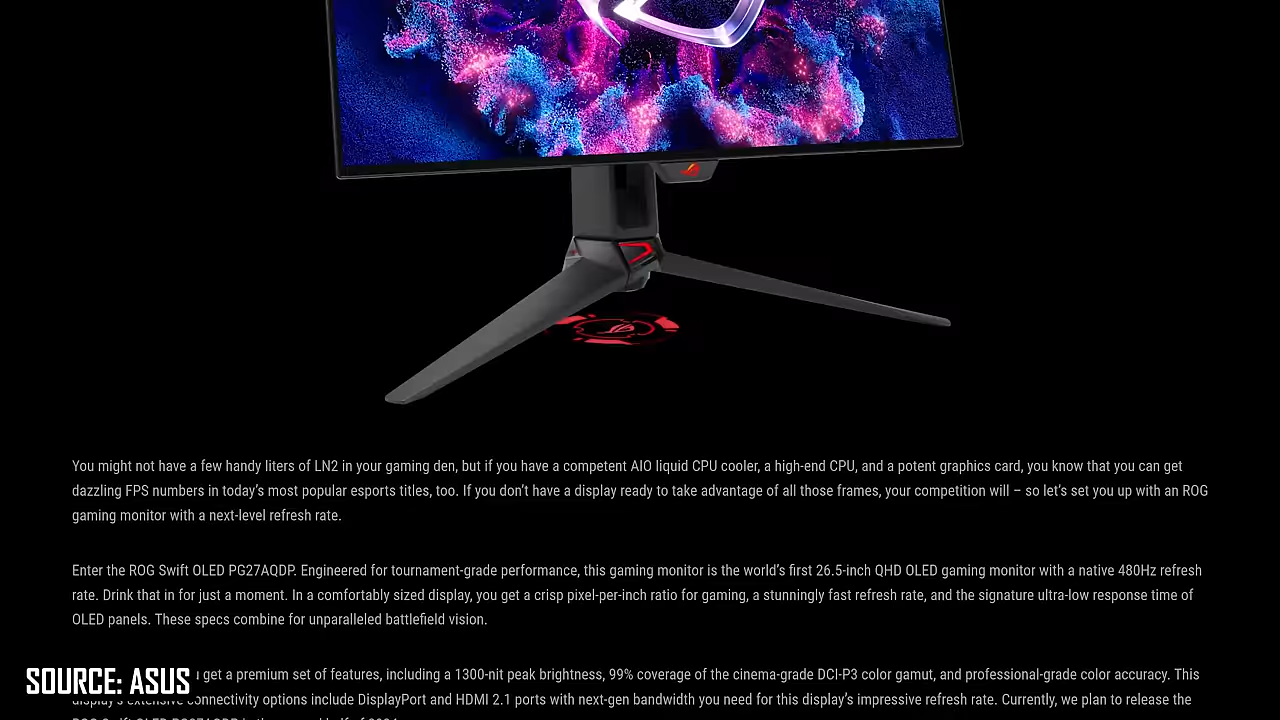 You might not have a few handy liters of LN2 in your gaming den, but if you have a competent AIO liquid CPU cooler, a high-end CPU, and a potent graphics card, you know that you can get
dazzling FPS numbers in today's most popular esports titles, too. If you don't have a display ready to take advantage of all those frames, your competition will – so let's set you up with an ROG
gaming monitor with a next-level refresh rate.
Enter the ROG Swift OLED PG27AQDP. Engineered for tournament-grade performance, this gaming monitor is the world's first 26.5-inch QHD OLED gaming monitor with a native 480Hz refresh
rate. Drink that in for just a moment. In a comfortably sized display, you get a crisp pixel-per-inch ratio for gaming, a stunningly fast refresh rate, and the signature ultra-low response time of
OLED panels. These specs combine for unparalleled battlefield vision.
get a premium set of features, including a 1300-nit peak brightness, 99% coverage of the cinema-grade DCI-P3 color gamut, and professional-grade color accuracy. This
SOURCE: ASUS
display's extensive connectivity options include DisplayPort and HDMI 2.1 ports with next-gen bandwidth you need for this display's impressive refresh rate. Currently, we plan to release the